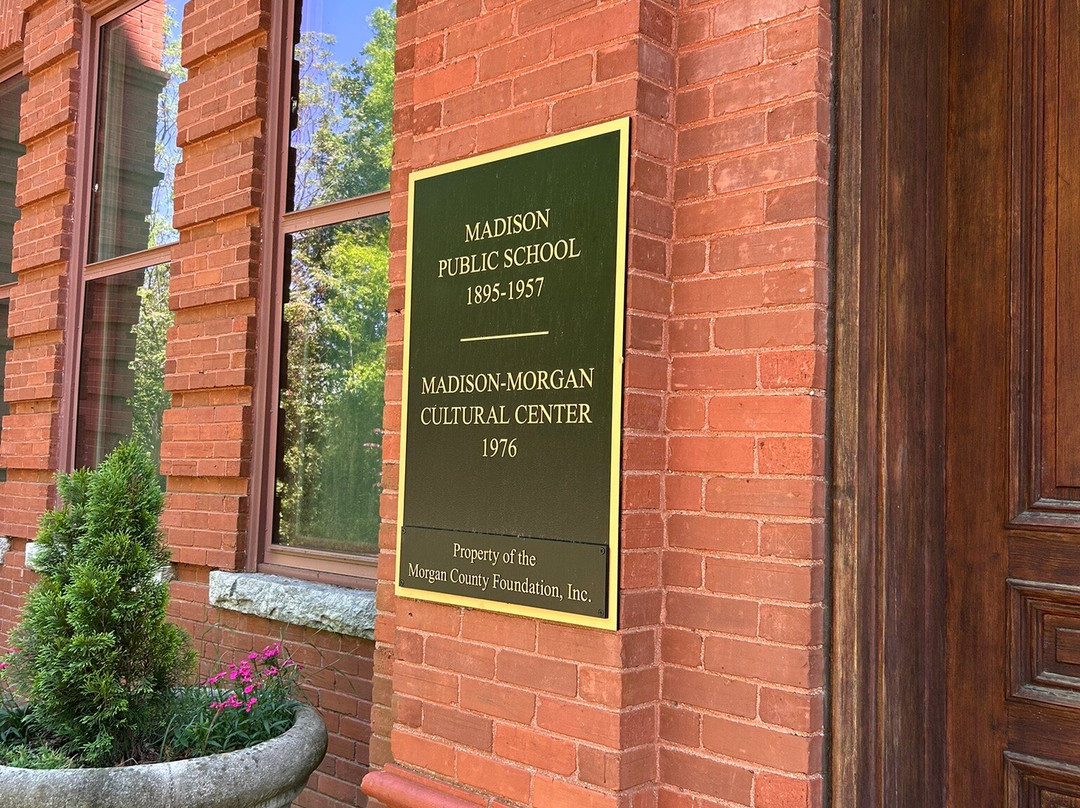 MADISON
PUBLIC SCHOOL
1895-1957
MADISON-MORGAN
CULTURAL CENTER
1976
Property of the
Morgan County Foundation, Inc.